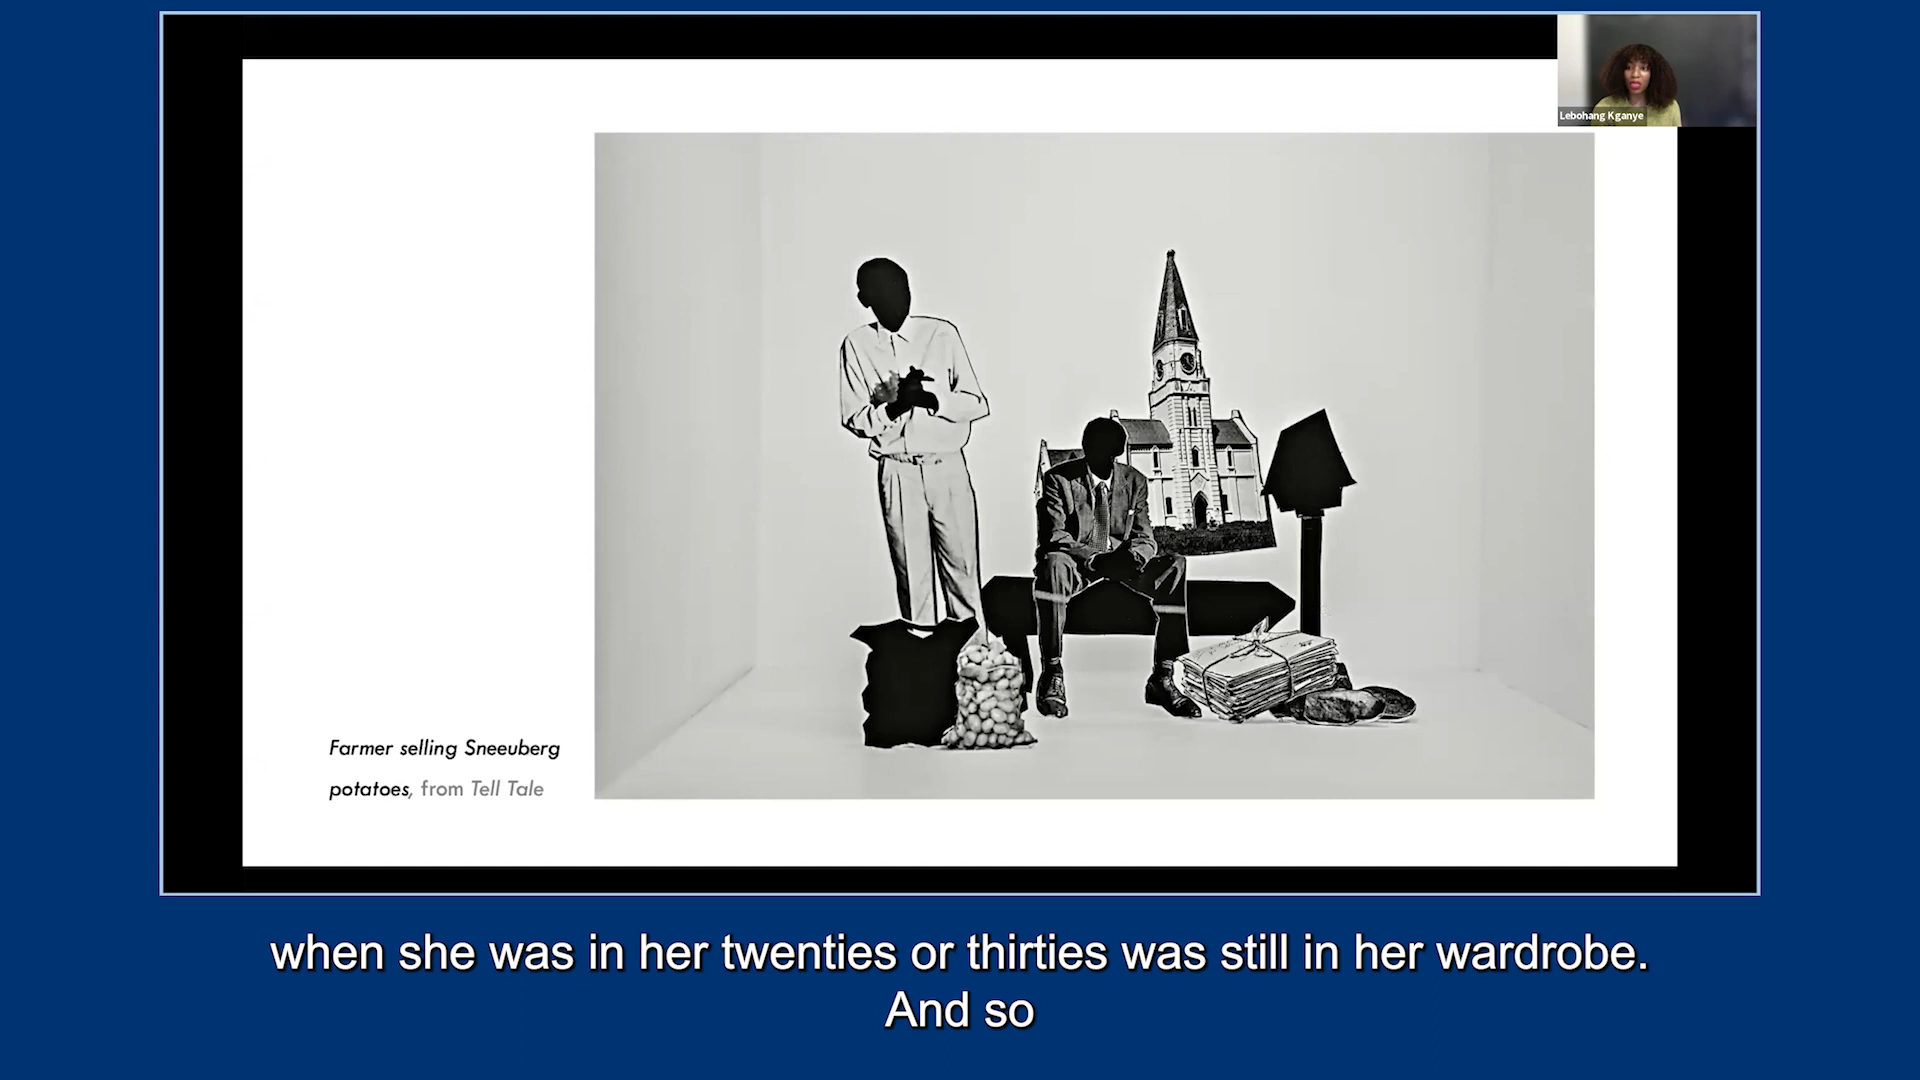 Lebohang Kganye
Farmer selling Sneeuberg
potatoes, from Tell Tale
when she was in her twenties or thirties was still in her wardrobe.
And so